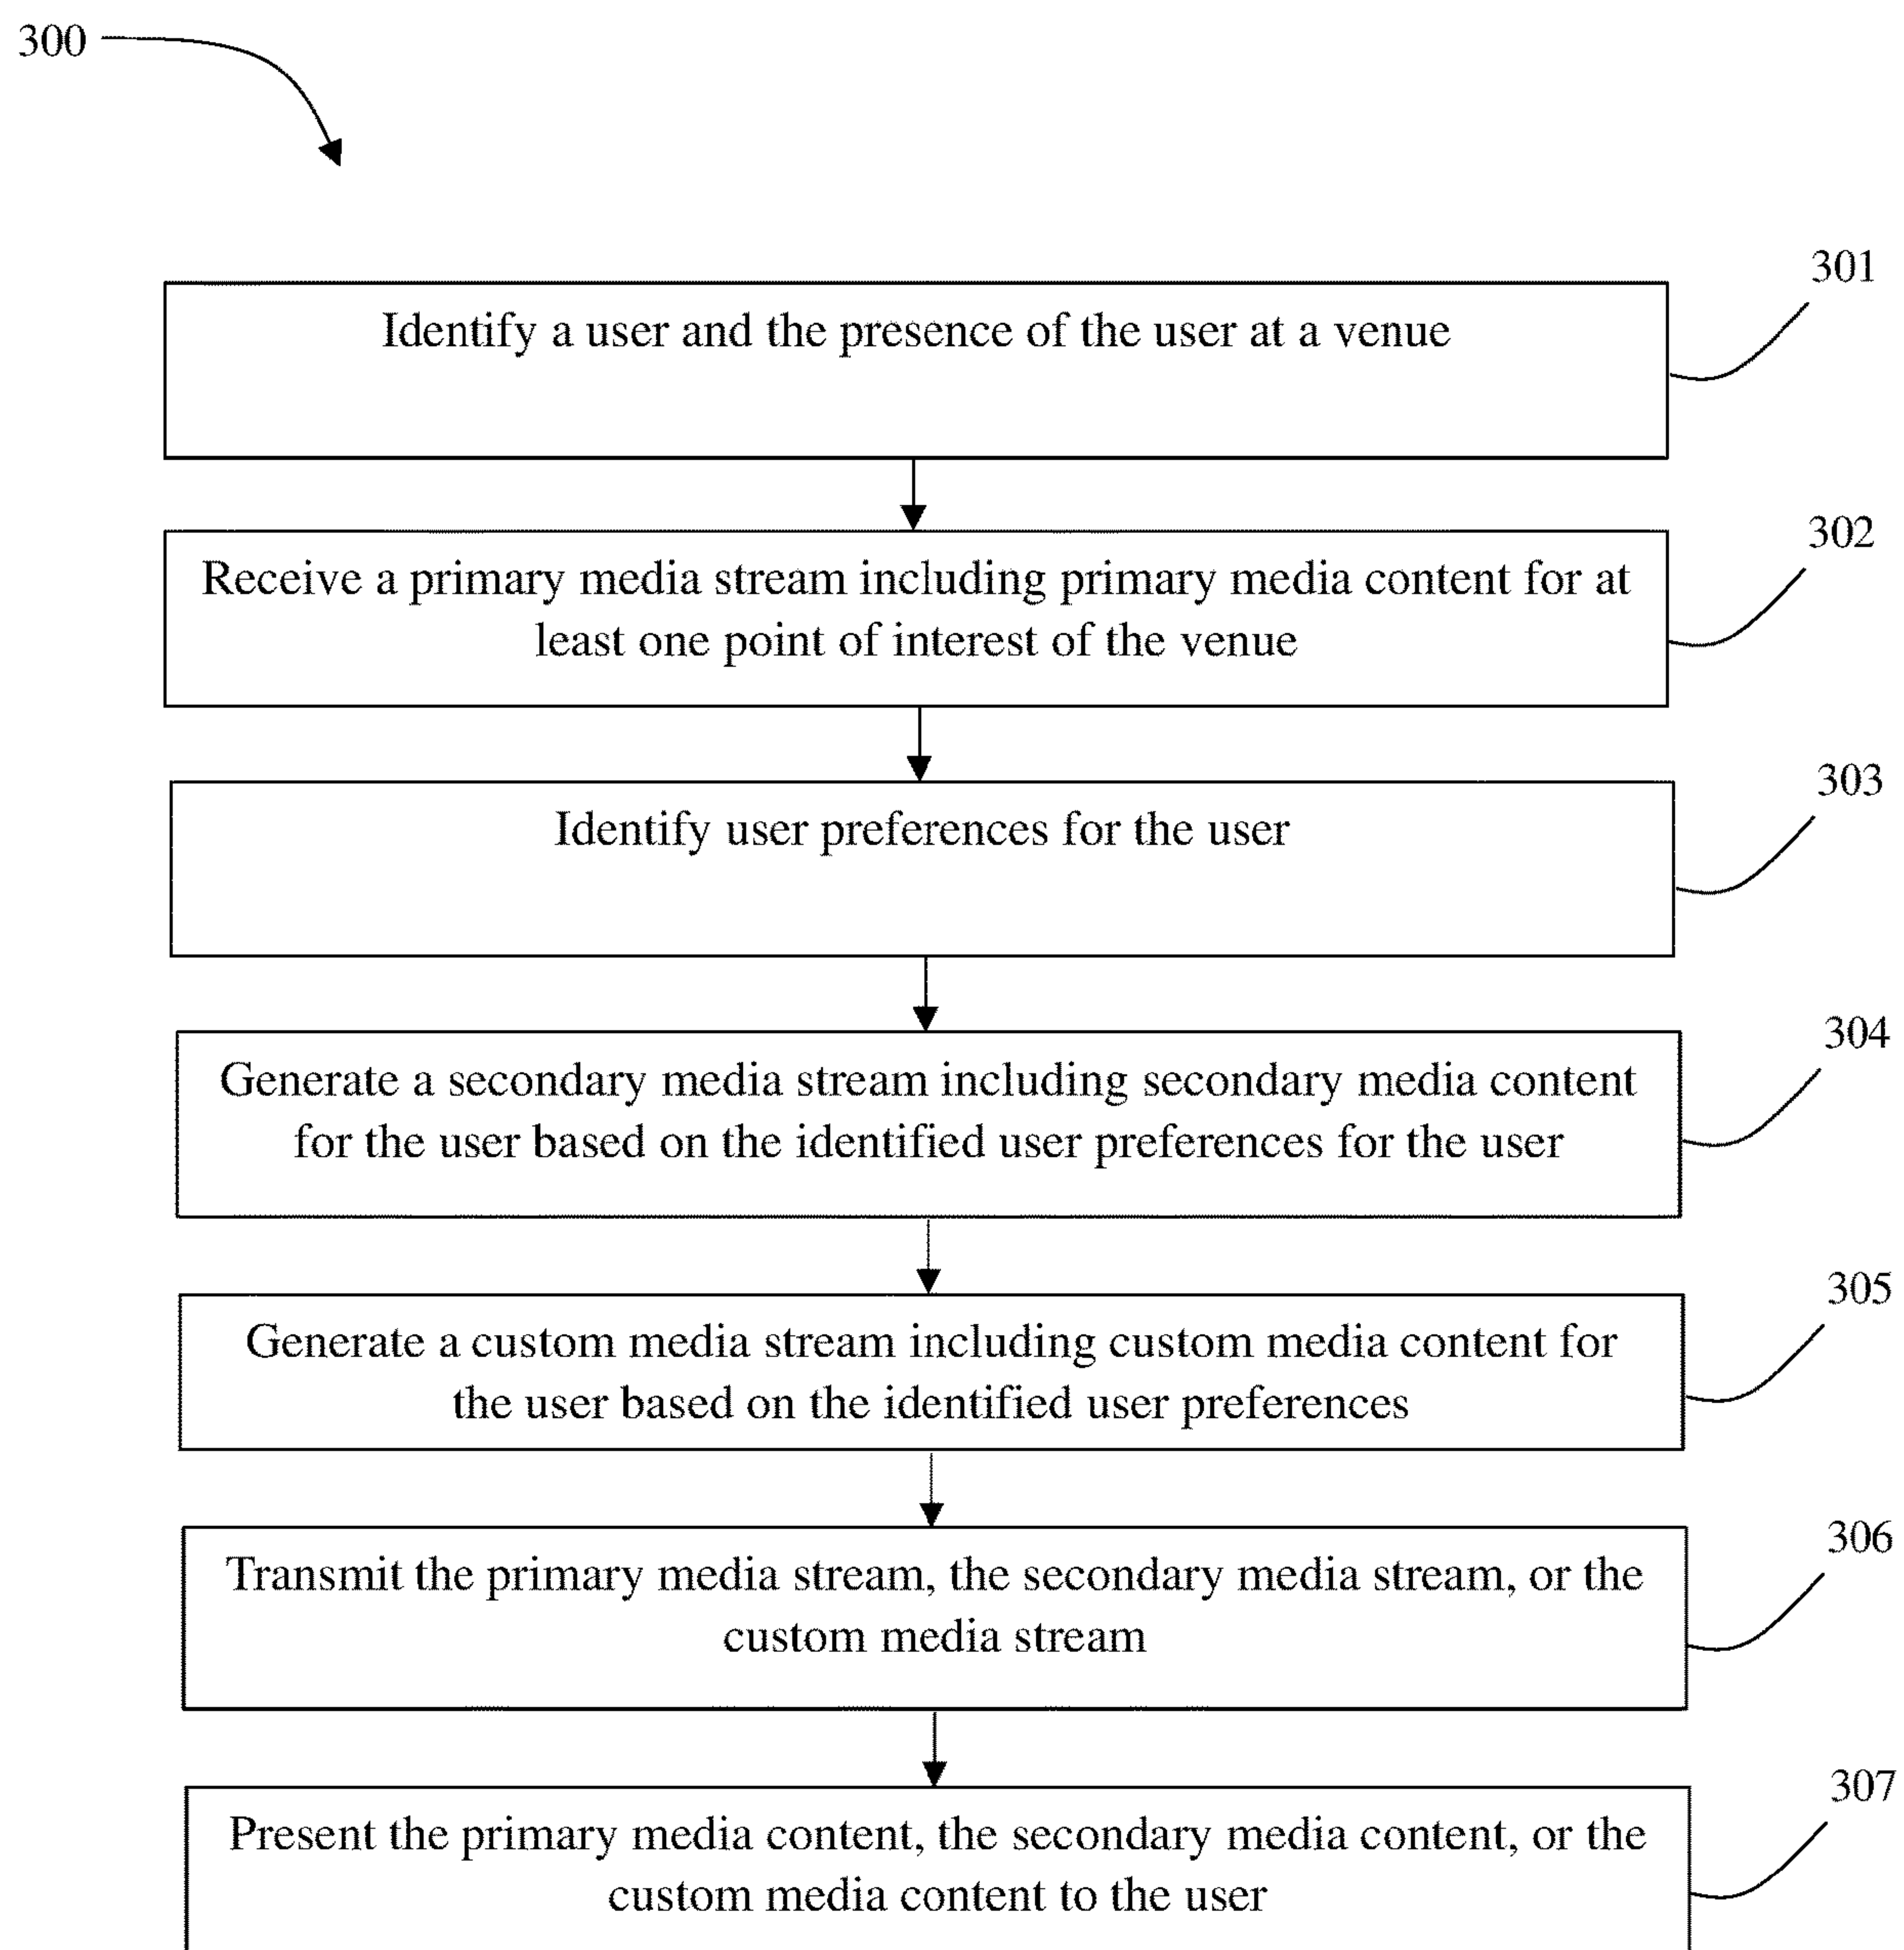 300
301
Identify a user and the presence of the user at a venue
302
Receive a primary media stream including primary media content for at
least one point of interest of the venue
303
Identify user preferences for the user
304
Generate a secondary media stream including secondary media content
for the user based on the identified user preferences for the user
305
Generate a custom media stream including custom media content for
the user based on the identified user preferences
306
Transmit the primary media stream, the secondary media stream, or the
custom media stream
307
Present the primary media content, the secondary media content, or the
custom media content to the user